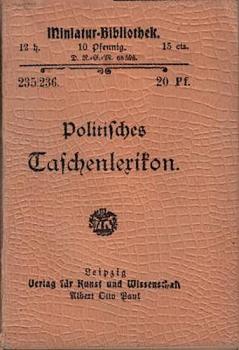 Miniatur-Bibliothek.
12 h. 10 Pfennig. 15 cts.
D. R.-G.-M.
235/236. 20 Pf.
Politisches
Taschenlexikon.
Leipzig
Verlag für Kunst und Wissenschaft
Albert Otto Paul